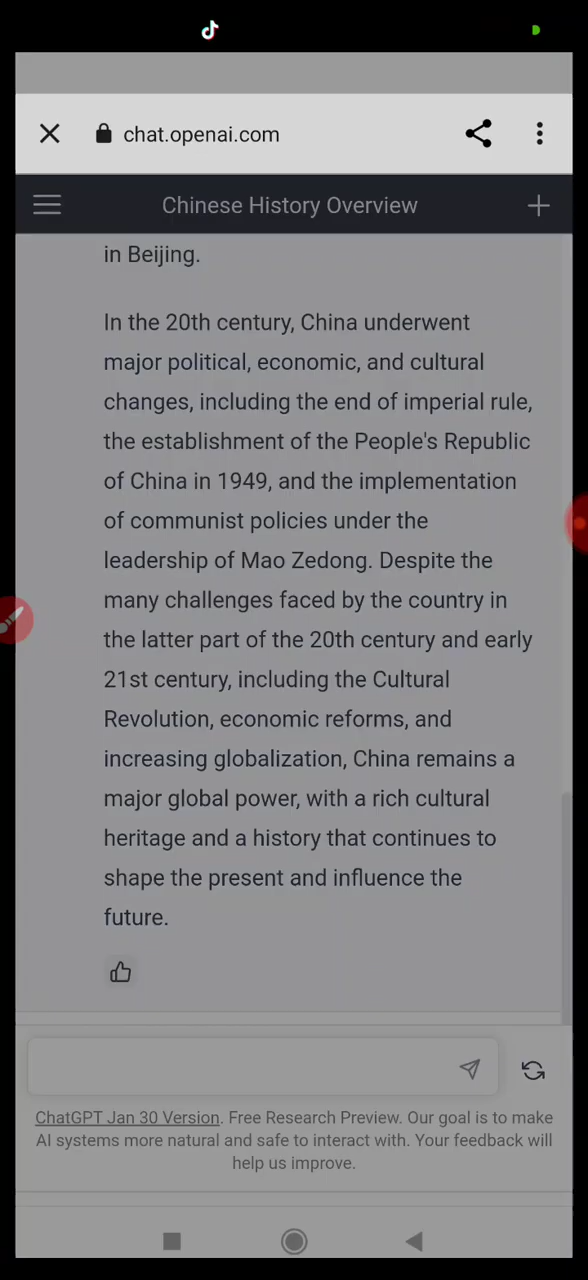 chat.openai.com
Chinese History Overview
in Beijing.
In the 20th century, China underwent
major political, economic, and cultural
changes, including the end of imperial rule,
the establishment of the People's Republic
of China in 1949, and the implementation
of communist policies under the
leadership of Mao Zedong. Despite the
many challenges faced by the country in
the latter part of the 20th century and early
21st century, including the Cultural
Revolution, economic reforms, and
increasing globalization, China remains a
major global power, with a rich cultural
heritage and a history that continues to
shape the present and influence the
future.
ChatGPT Jan 30 Version. Free Research Preview. Our goal is to make
AI systems more natural and safe to interact with. Your feedback will
help us improve.